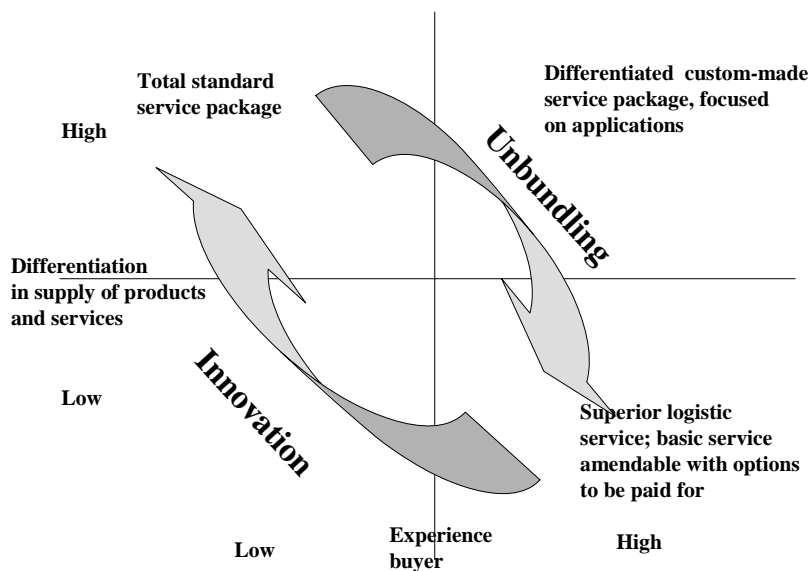 Total standard
service package
Differentiated custom-made
service package, focused
on applications
High
Unbundling
Differentiation
in supply of products
and services
Innovation
Low
Superior logistic
service; basic service
amendable with options
to be paid for
Low
Experience
buyer
High